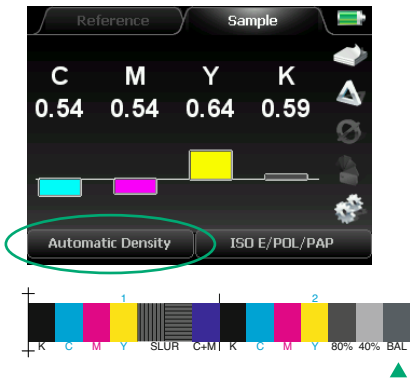 Reference Sample
C M Y K
0.54 0.54 0.64 0.59
Automatic Density ISO E/POL/PAP
1 2
K C M Y SLUR C+M K C M Y 80% 40% BAL